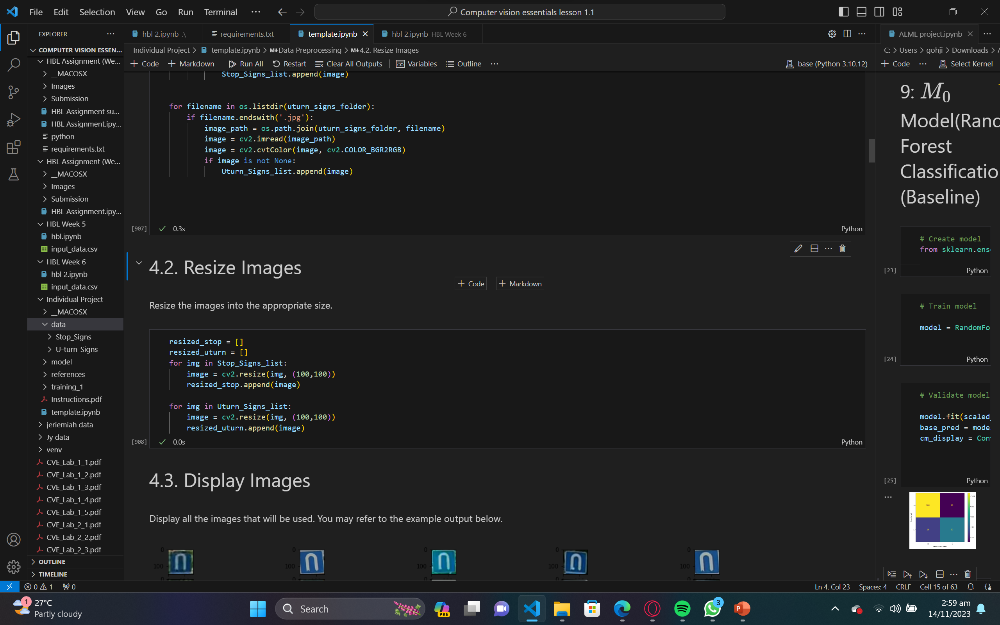 File Edit Selection View Go Run Terminal ···
Computer vision essentials lesson 1.1
EXPLORER
COMPUTER VISION ESSEN...
HBL Assignment (We...
__MACOSX
Images
Submission
HBL Assignment su...
HBL Assignment.ipy...
python
requirements.txt
HBL Assignment (We...
__MACOSX
Images
Submission
HBL Assignment.ipy...
HBL Week 5
hbl.ipynb
input_data.csv
HBL Week 6
hbl 2.ipynb
input_data.csv
Individual Project
__MACOSX
data
Stop_Signs
U-turn_Signs
model
references
training_1
Instructions.pdf
template.ipynb
jeriemiah data
Jy data
venv
CVE_Lab_1_1.pdf
CVE_Lab_1_2.pdf
CVE_Lab_1_3.pdf
CVE_Lab_1_4.pdf
CVE_Lab_1_5.pdf
CVE_Lab_2_1.pdf
CVE_Lab_2_2.pdf
CVE_Lab_2_3.pdf
OUTLINE
TIMELINE
hbl 2.ipynb .\ requirements.txt template.ipynb hbl 2.ipynb HBL Week 6
Individual Project > template.ipynb > M↓Data Preprocessing > M↓4.2. Resize Images
+ Code + Markdown Run All Restart Clear All Outputs Variables Outline ··· base (Python 3.10.12)
Stop_Signs_list.append(image)
for filename in os.listdir(uturn_signs_folder):
if filename.endswith('.jpg'):
image_path = os.path.join(uturn_signs_folder, filename)
image = cv2.imread(image_path)
image = cv2.cvtColor(image, cv2.COLOR_BGR2RGB)
if image is not None:
Uturn_Signs_list.append(image)
[907] 0.3s Python
4.2. Resize Images
+ Code + Markdown
Resize the images into the appropriate size.
resized_stop = []
resized_uturn = []
for img in Stop_Signs_list:
image = cv2.resize(img, (100,100))
resized_stop.append(image)
for img in Uturn_Signs_list:
image = cv2.resize(img, (100,100))
resized_uturn.append(image)
[908] 0.0s Python
4.3. Display Images
Display all the images that will be used. You may refer to the example output below.
0 0 0 0 0
100 100 100 100 100
ALML project.ipynb
C: > Users > gohji > Downloads >
+ Code ··· Select Kernel
9: M0
Model(Rand
Forest
Classificatio
(Baseline)
# Create model
from sklearn.ens
[23] Python
# Train model
model = RandomFo
[24] Python
# Validate model
model.fit(scaled_
base_pred = mode
cm_display = Con
[25] Python
True label
Predicted label
0 1 0 Ln 4, Col 23 Spaces: 4 CRLF Cell 15 of 63
1 27°C
Partly cloudy
Search
PRE
3
2:59 am
14/11/2023